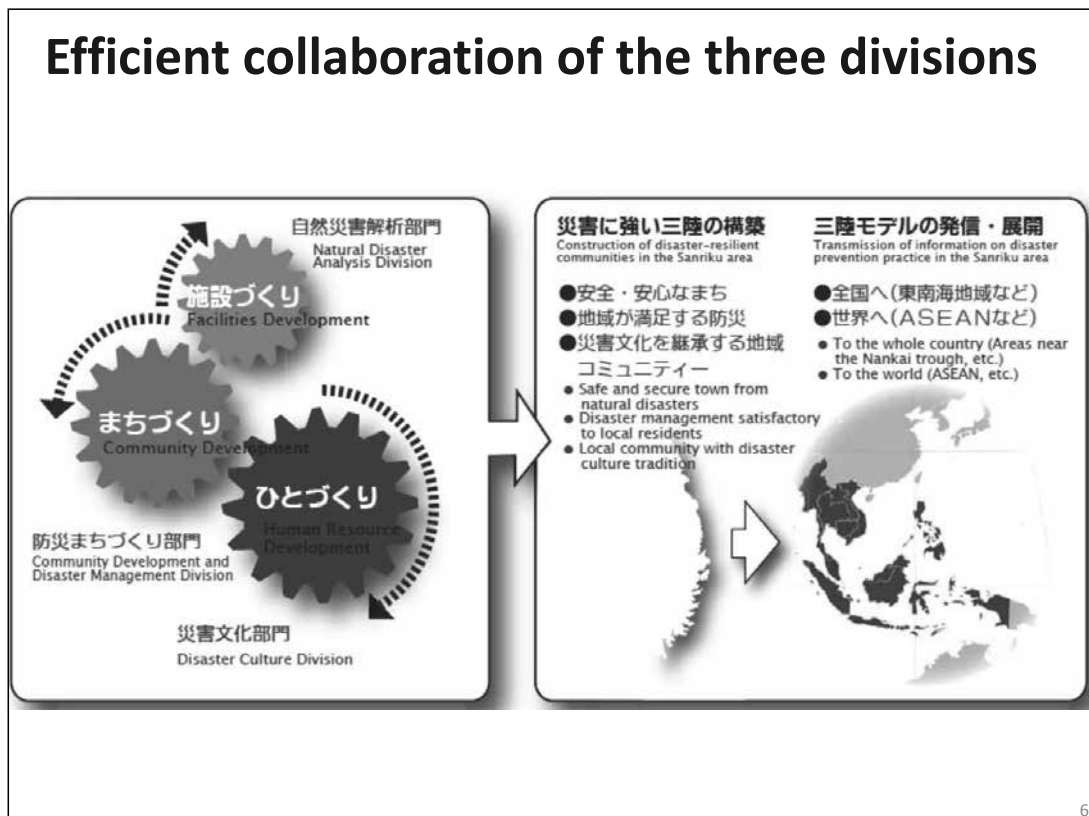 Efficient collaboration of the three divisions
自然災害解析部門
Natural Disaster
Analysis Division
施設づくり
Facilities Development
まちづくり
Community Development
ひとづくり
Human Resource
Development
防災まちづくり部門
Community Development and
Disaster Management Division
災害文化部門
Disaster Culture Division
災害に強い三陸の構築
Construction of disaster-resilient
communities in the Sanriku area
●安全・安心なまち
●地域が満足する防災
●災害文化を継承する地域
コミュニティー
● Safe and secure town from
natural disasters
● Disaster management satisfactory
to local residents
● Local community with disaster
culture tradition
三陸モデルの発信・展開
Transmission of information on disaster
prevention practice in the Sanriku area
●全国へ(東南海地域など)
●世界へ(ASEANなど)
● To the whole country (Areas near
the Nankai trough, etc.)
● To the world (ASEAN, etc.)
6